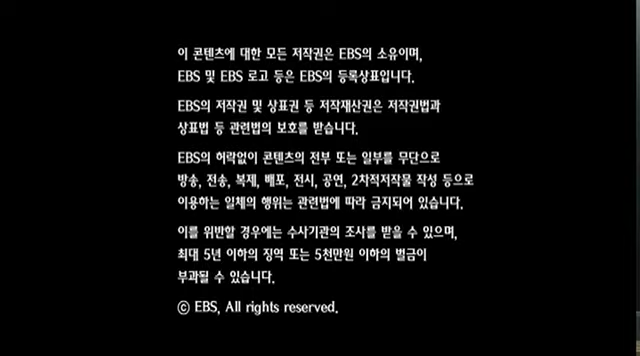 이 콘텐츠에 대한 모든 저작권은 EBS의 소유이며,
EBS 및 EBS 로고 등은 EBS의 등록상표입니다.
EBS의 저작권 및 상표권 등 저작재산권은 저작권법과
상표법 등 관련법의 보호를 받습니다.
EBS의 허락없이 콘텐츠의 전부 또는 일부를 무단으로
방송, 전송, 복제, 배포, 전시, 공연, 2차적저작물 작성 등으로
이용하는 일체의 행위는 관련법에 따라 금지되어 있습니다.
이를 위반할 경우에는 수사기관의 조사를 받을 수 있으며,
최대 5년 이하의 징역 또는 5천만원 이하의 벌금이
부과될 수 있습니다.
ⓒ EBS, All rights reserved.